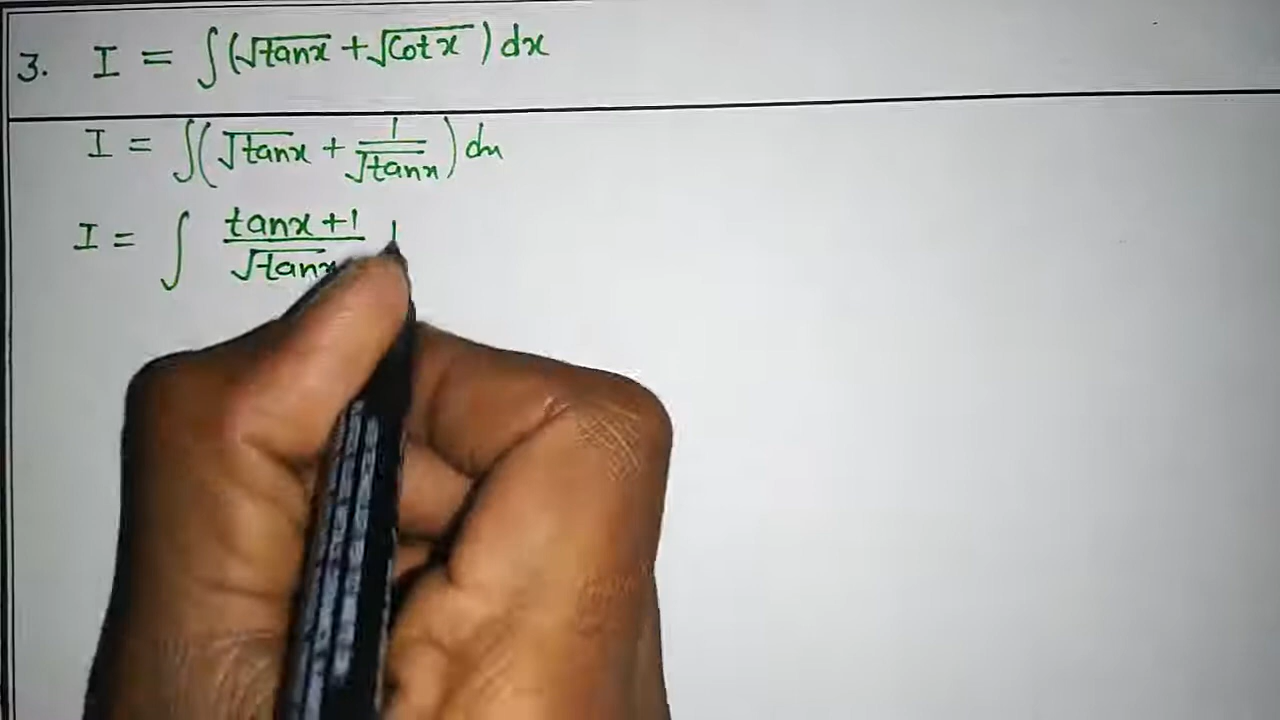 3. I = ∫(√tanx + √Cotx) dx
I = ∫(√tanx + 1/√tanx) dx
I = ∫ tanx+1/√tanx